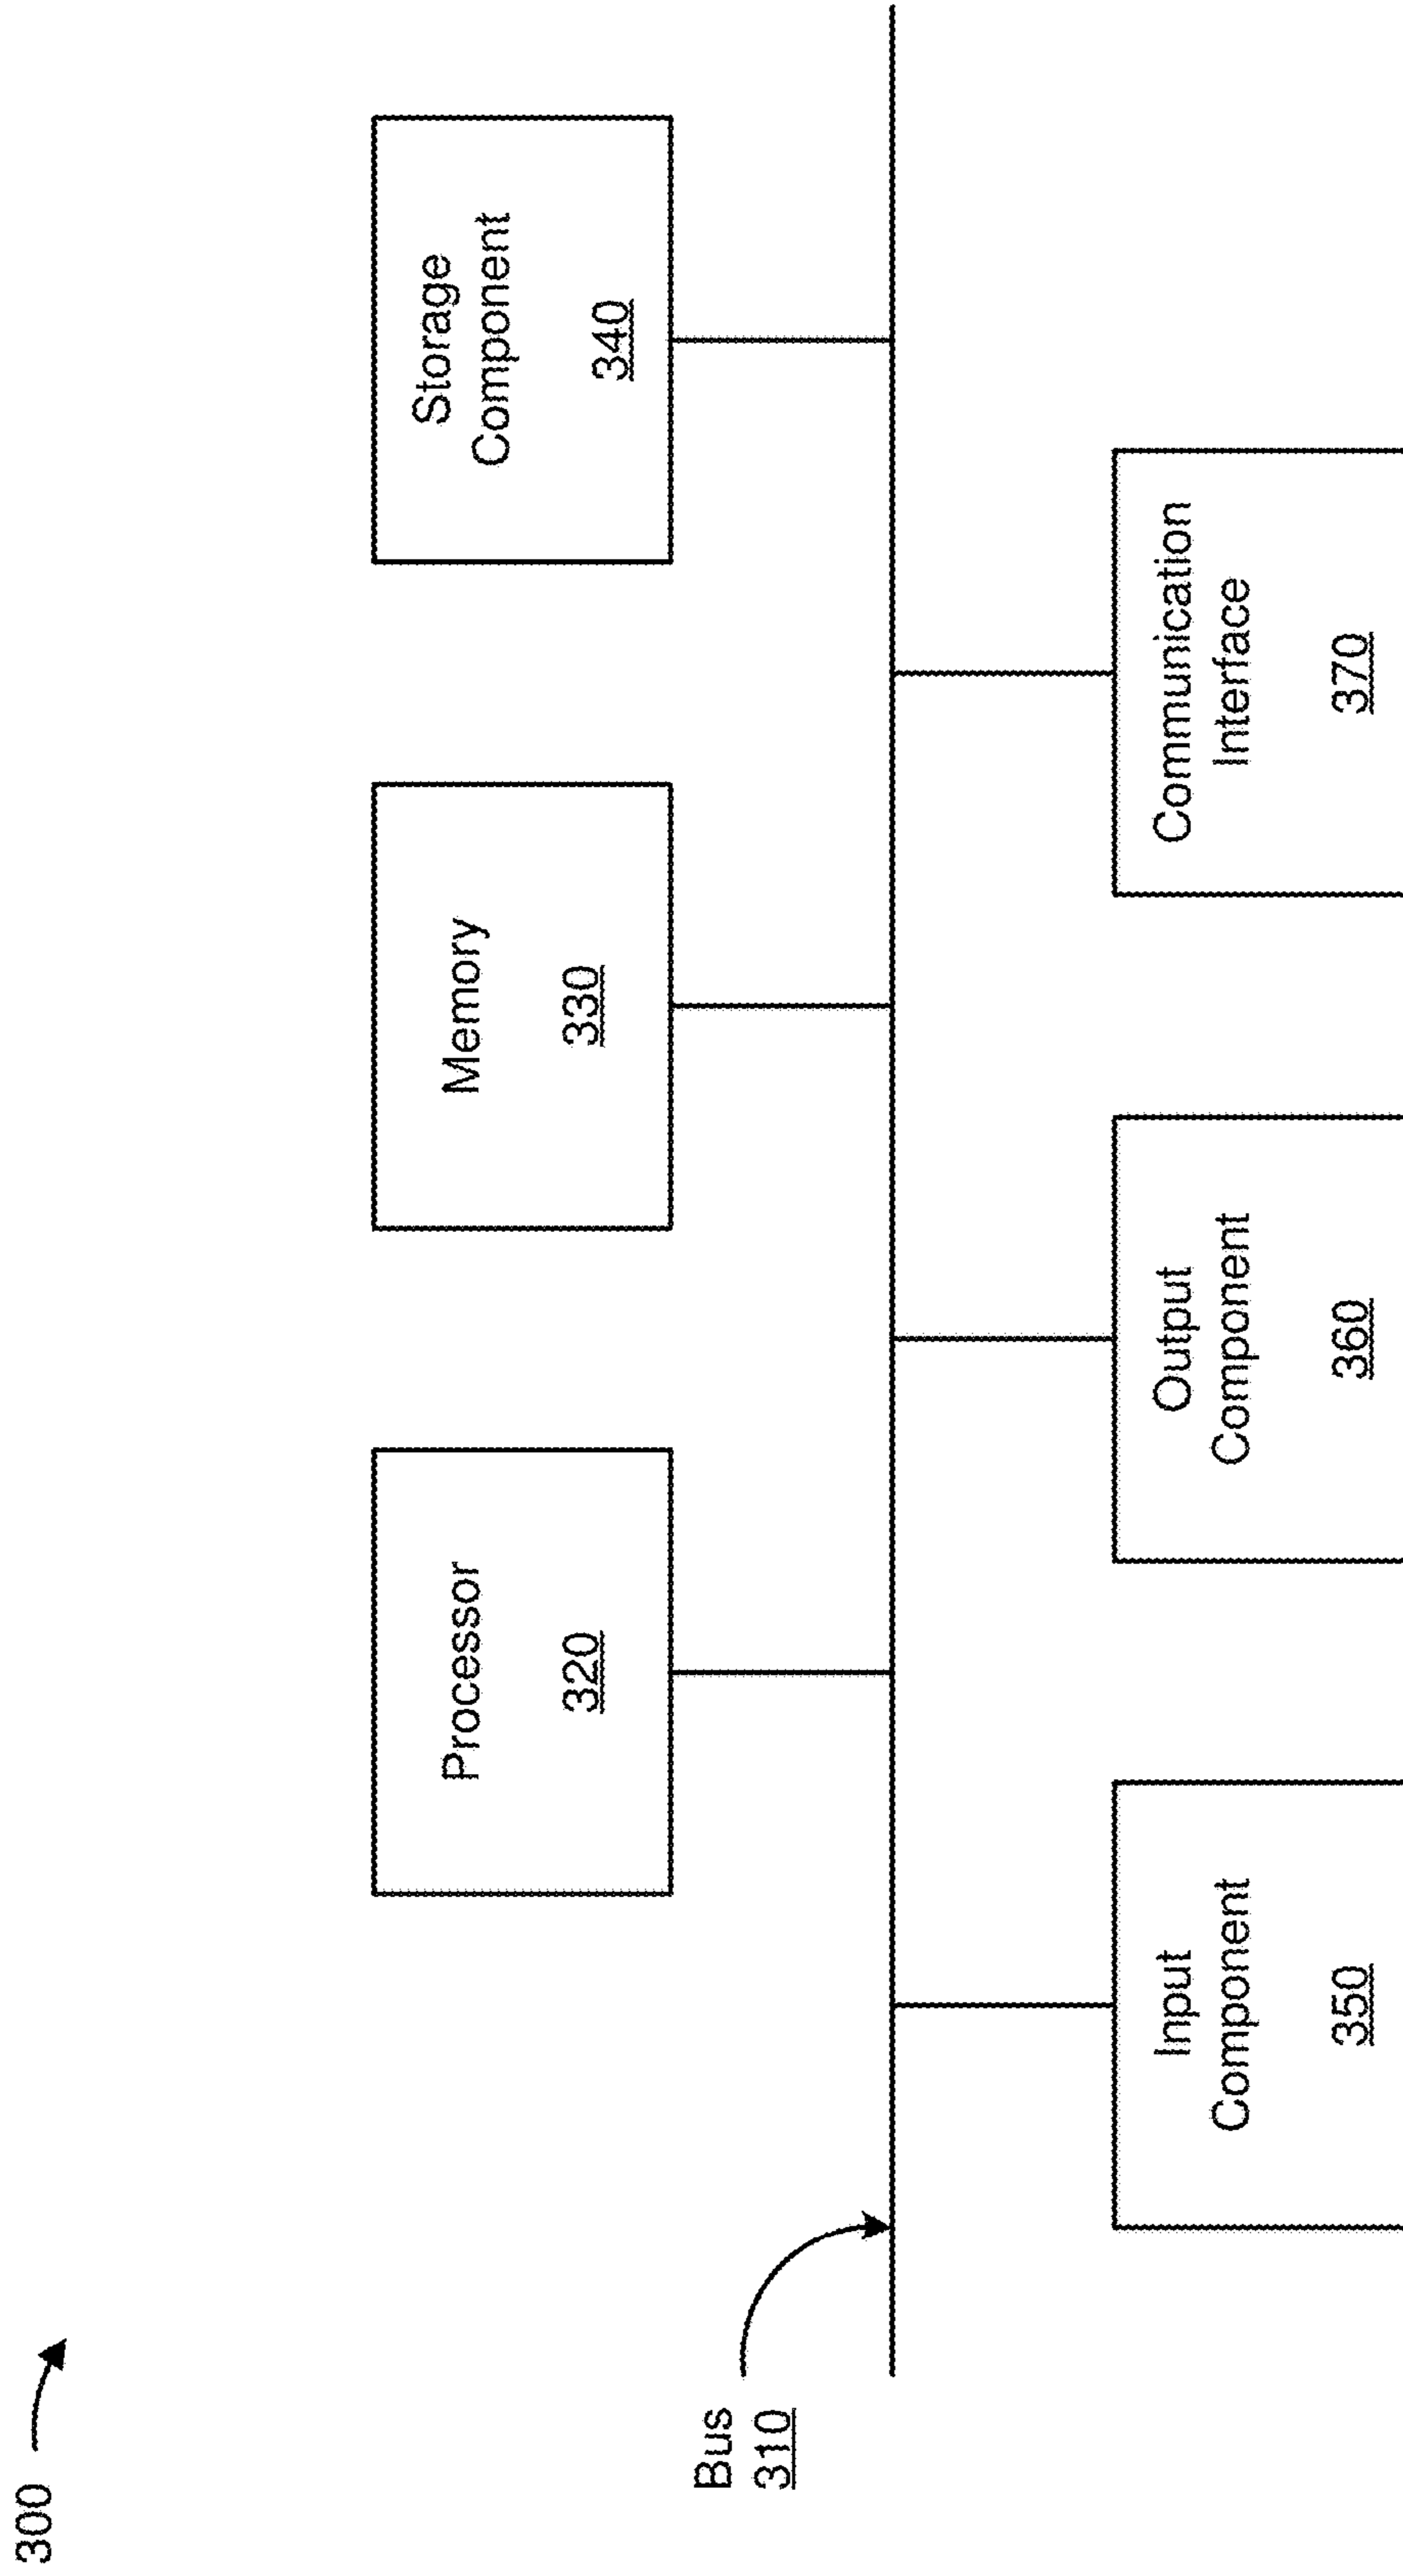 300
Processor
320
Memory
330
Storage
Component
340
Bus
310
Input
Component
350
Output
Component
360
Communication
Interface
370